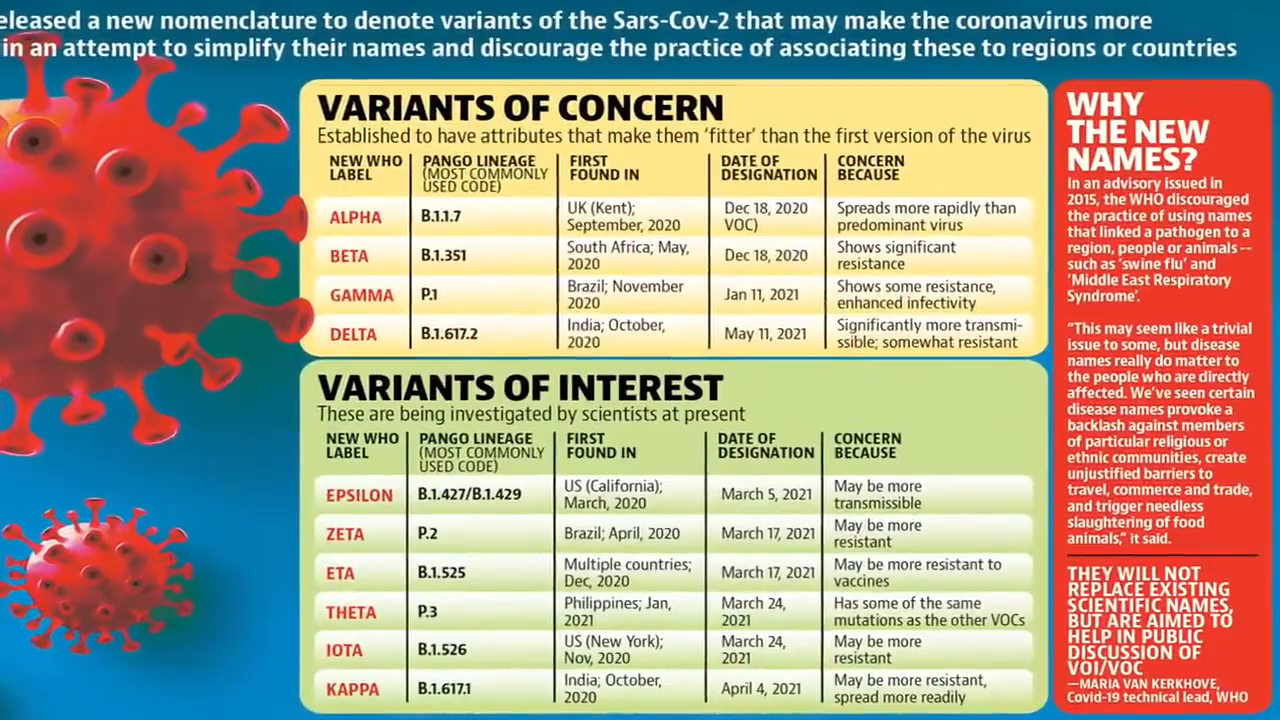 eleased a new nomenclature to denote variants of the Sars-Cov-2 that may make the coronavirus more
in an attempt to simplify their names and discourage the practice of associating these to regions or countries
VARIANTS OF CONCERN
Established to have attributes that make them ‘fitter’ than the first version of the virus
NEW WHO LABEL
PANGO LINEAGE (MOST COMMONLY USED CODE)
FIRST FOUND IN
DATE OF DESIGNATION
CONCERN BECAUSE
ALPHA B.1.1.7 UK (Kent); September, 2020 Dec 18, 2020 VOC) Spreads more rapidly than predominant virus
BETA B.1.351 South Africa; May, 2020 Dec 18, 2020 Shows significant resistance
GAMMA P.1 Brazil; November 2020 Jan 11, 2021 Shows some resistance, enhanced infectivity
DELTA B.1.617.2 India; October, 2020 May 11, 2021 Significantly more transmi-ssible; somewhat resistant
VARIANTS OF INTEREST
These are being investigated by scientists at present
NEW WHO LABEL
PANGO LINEAGE (MOST COMMONLY USED CODE)
FIRST FOUND IN
DATE OF DESIGNATION
CONCERN BECAUSE
EPSILON B.1.427/B.1.429 US (California); March, 2020 March 5, 2021 May be more transmissible
ZETA P.2 Brazil; April, 2020 March 17, 2021 May be more resistant
ETA B.1.525 Multiple countries; Dec, 2020 March 17, 2021 May be more resistant to vaccines
THETA P.3 Philippines; Jan, 2021 March 24, 2021 Has some of the same mutations as the other VOCs
IOTA B.1.526 US (New York); Nov, 2020 March 24, 2021 May be more resistant
KAPPA B.1.617.1 India; October, 2020 April 4, 2021 May be more resistant, spread more readily
WHY
THE NEW
NAMES?
In an advisory issued in
2015, the WHO discouraged
the practice of using names
that linked a pathogen to a
region, people or animals --
such as ‘swine flu’ and
‘Middle East Respiratory
Syndrome’.
“This may seem like a trivial
issue to some, but disease
names really do matter to
the people who are directly
affected. We’ve seen certain
disease names provoke a
backlash against members
of particular religious or
ethnic communities, create
unjustified barriers to
travel, commerce and trade,
and trigger needless
slaughtering of food
animals,” it said.
THEY WILL NOT
REPLACE EXISTING
SCIENTIFIC NAMES,
BUT ARE AIMED TO
HELP IN PUBLIC
DISCUSSION OF
VOI/VOC
—MARIA VAN KERKHOVE,
Covid-19 technical lead, WHO